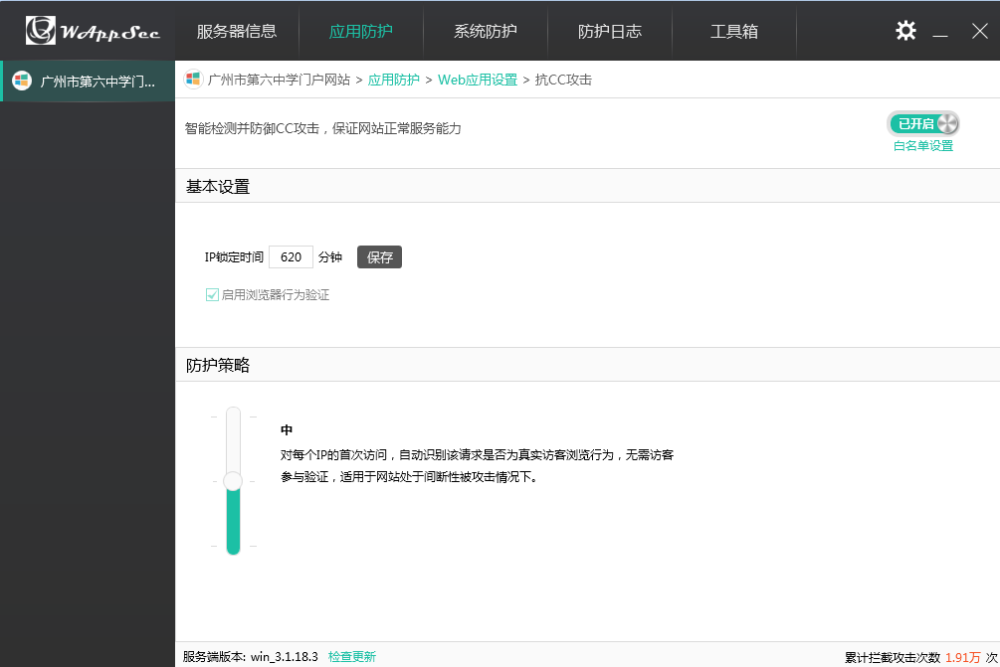 WAppSec 服务器信息 应用防护 系统防护 防护日志 工具箱
广州市第六中学门... 广州市第六中学门户网站 > 应用防护 > Web应用设置 > 抗CC攻击
智能检测并防御CC攻击，保证网站正常服务能力 已开启
白名单设置
基本设置
IP锁定时间 620 分钟 保存
启用浏览器行为验证
防护策略
中
对每个IP的首次访问，自动识别该请求是否为真实访客浏览行为，无需访客
参与验证，适用于网站处于间断性被攻击情况下。
服务端版本: win_3.1.18.3 检查更新 累计拦截攻击次数 1.91万 次